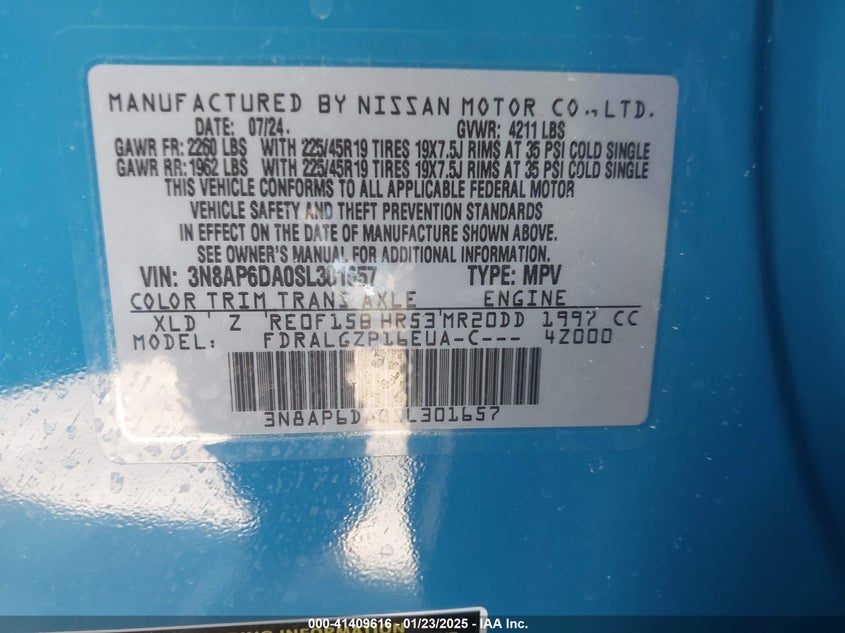 MANUFACTURED BY NISSAN MOTOR CO., LTD.
DATE: 07/24. GVWR: 4211 LBS
GAWR FR: 2260 LBS WITH 225/45R19 TIRES 19X7.5J RIMS AT 35 PSI COLD SINGLE
GAWR RR: 1962 LBS WITH 225/45R19 TIRES 19X7.5J RIMS AT 35 PSI COLD SINGLE
THIS VEHICLE CONFORMS TO ALL APPLICABLE FEDERAL MOTOR
VEHICLE SAFETY AND THEFT PREVENTION STANDARDS
IN EFFECT ON THE DATE OF MANUFACTURE SHOWN ABOVE.
SEE OWNER'S MANUAL FOR ADDITIONAL INFORMATION
VIN: 3N8AP6DA0SL301657 TYPE: MPV
COLOR TRIM TRANS AXLE ENGINE
XLD Z RE0F15B HR53 MR20DD 1997 CC
MODEL: FDRALGZP16EUA-C--- 4Z000
3N8AP6DA0SL301657
INFORMATION
000-41409616 - 01/23/2025 - IAA Inc.